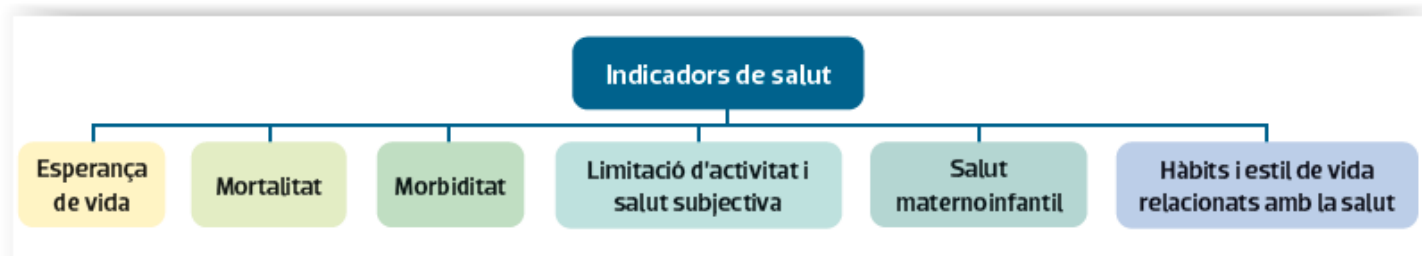 Indicadors de salut
Esperança
de vida
Mortalitat
Morbiditat
Limitació d'activitat i
salut subjectiva
Salut
maternoinfantil
Hàbits i estil de vida
relacionats amb la salut